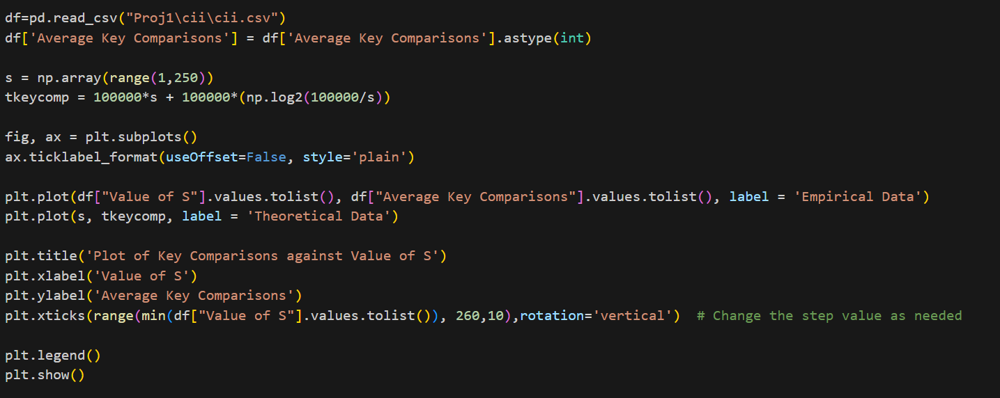 df=pd.read_csv("Proj1\cii\cii.csv")
df['Average Key Comparisons'] = df['Average Key Comparisons'].astype(int)
s = np.array(range(1,250))
tkeycomp = 100000*s + 100000*(np.log2(100000/s))
fig, ax = plt.subplots()
ax.ticklabel_format(useOffset=False, style='plain')
plt.plot(df["Value of S"].values.tolist(), df["Average Key Comparisons"].values.tolist(), label = 'Empirical Data')
plt.plot(s, tkeycomp, label = 'Theoretical Data')
plt.title('Plot of Key Comparisons against Value of S')
plt.xlabel('Value of S')
plt.ylabel('Average Key Comparisons')
plt.xticks(range(min(df["Value of S"].values.tolist()), 260,10),rotation='vertical')  # Change the step value as needed
plt.legend()
plt.show()